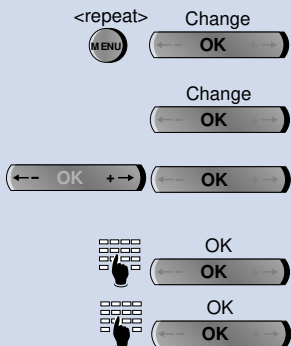 <repeat> Change
MENU ←-- OK +→
Change
←-- OK +→
←-- OK +→ ←-- OK +→
OK
←-- OK +→
OK
←-- OK +→